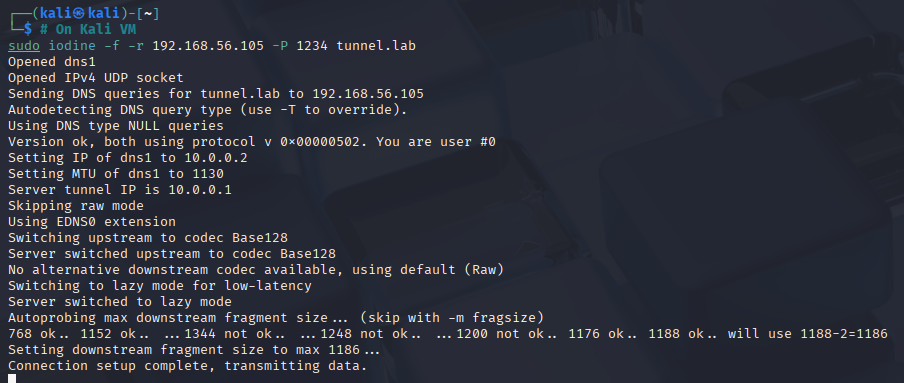 ┌──(kali㉿kali)-[~]
└─$ # On Kali VM
sudo iodine -f -r 192.168.56.105 -P 1234 tunnel.lab
Opened dns1
Opened IPv4 UDP socket
Sending DNS queries for tunnel.lab to 192.168.56.105
Autodetecting DNS query type (use -T to override).
Using DNS type NULL queries
Version ok, both using protocol v 0x00000502. You are user #0
Setting IP of dns1 to 10.0.0.2
Setting MTU of dns1 to 1130
Server tunnel IP is 10.0.0.1
Skipping raw mode
Using EDNS0 extension
Switching upstream to codec Base128
Server switched upstream to codec Base128
No alternative downstream codec available, using default (Raw)
Switching to lazy mode for low-latency
Server switched to lazy mode
Autoprobing max downstream fragment size... (skip with -m fragsize)
768 ok.. 1152 ok.. ...1344 not ok.. ...1248 not ok.. ...1200 not ok.. 1176 ok.. 1188 ok.. will use 1188-2=1186
Setting downstream fragment size to max 1186...
Connection setup complete, transmitting data.